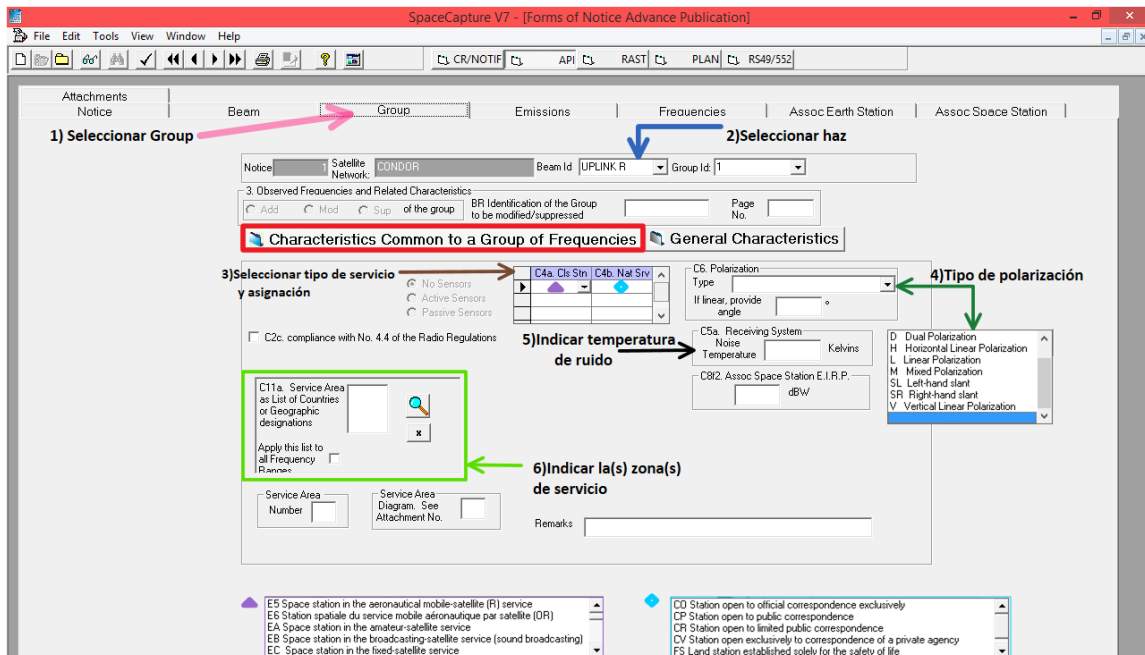 SpaceCapture V7 - [Forms of Notice Advance Publication]
File Edit Tools View Window Help
CR/NOTIF API RAST PLAN RS49/552
Attachments
Notice Beam Group Emissions Frequencies Assoc Earth Station Assoc Space Station
1) Seleccionar Group
2)Seleccionar haz
Notice 1 Satellite Network: CONDOR Beam Id UPLINK R Group Id: 1
3. Observed Frequencies and Related Characteristics
Add Mod Sup of the group BR Identification of the Group to be modified/suppressed Page No.
Characteristics Common to a Group of Frequencies General Characteristics
3)Seleccionar tipo de servicio
y asignación
No Sensors
Active Sensors
Passive Sensors
C4a. Cls Stn C4b. Nat Srv
C6. Polarization
Type
If linear, provide
angle °
4)Tipo de polarización
C2c. compliance with No. 4.4 of the Radio Regulations
5)Indicar temperatura
de ruido
C5a. Receiving System
Noise
Temperature Kelvins
C8f2. Assoc Space Station E.I.R.P.
dBW
D Dual Polarization
H Horizontal Linear Polarization
L Linear Polarization
M Mixed Polarization
SL Left-hand slant
SR Right-hand slant
V Vertical Linear Polarization
C11a. Service Area
as List of Countries
or Geographic
designations
x
Apply this list to
all Frequency
Ranges
6)Indicar la(s) zona(s)
de servicio
Service Area
Number
Service Area
Diagram. See
Attachment No.
Remarks
E5 Space station in the aeronautical mobile-satellite (R) service
E6 Station spatiale du service mobile aéronautique par satellite (OR)
EA Space station in the amateur-satellite service
EB Space station in the broadcasting-satellite service (sound broadcasting)
EC Space station in the fixed-satellite service
CO Station open to official correspondence exclusively
CP Station open to public correspondence
CR Station open to limited public correspondence
CV Station open exclusively to correspondence of a private agency
FS Land station established solely for the safety of life